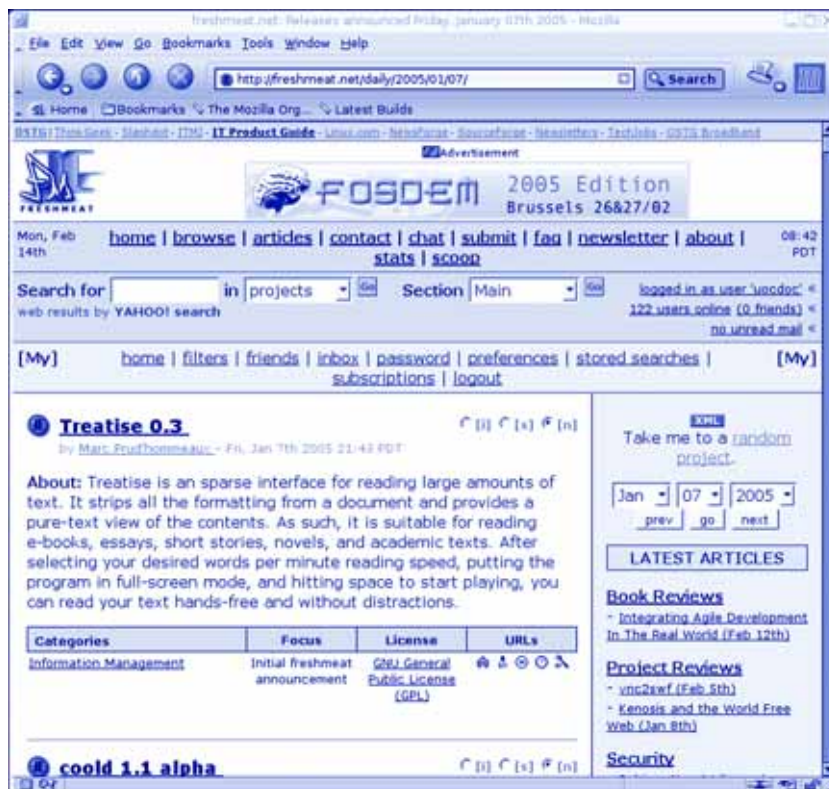 freshmeat.net: Releases announced Friday, January 07th 2005 - Mozilla
File Edit View Go Bookmarks Tools Window Help
http://freshmeat.net/daily/2005/01/07/ Search
Home Bookmarks The Mozilla Org... Latest Builds
OSTG | ThinkGeek - Slashdot - ITMJ - IT Product Guide - Linux.com - NewsForge - SourceForge - Newsletters - TechJobs - OSTG Broadband
Advertisement
FRESHMEAT
FOSDEM 2005 Edition
Brussels 26&27/02
Mon, Feb 14th
home | browse | articles | contact | chat | submit | faq | newsletter | about |
stats | scoop
08:42 PDT
Search for in projects Go Section Main Go
web results by YAHOO! search
logged in as user 'uocdoc' «
122 users online (0 friends) «
no unread mail «
[My] home | filters | friends | inbox | password | preferences | stored searches | [My]
subscriptions | logout
Treatise 0.3 [i] [s] [n]
by Marc Prud'hommeaux - Fri, Jan 7th 2005 21:43 PDT
About: Treatise is an sparse interface for reading large amounts of
text. It strips all the formatting from a document and provides a
pure-text view of the contents. As such, it is suitable for reading
e-books, essays, short stories, novels, and academic texts. After
selecting your desired words per minute reading speed, putting the
program in full-screen mode, and hitting space to start playing, you
can read your text hands-free and without distractions.
Categories Focus License URLs
Information Management
Initial freshmeat
announcement
GNU General
Public License
(GPL)
coold 1.1 alpha [i] [s] [n]
XML
Take me to a random
project.
Jan 07 2005
prev go next
LATEST ARTICLES
Book Reviews
- Integrating Agile Development
In The Real World (Feb 12th)
Project Reviews
- vnc2swf (Feb 5th)
- Kenosis and the World Free
Web (Jan 8th)
Security